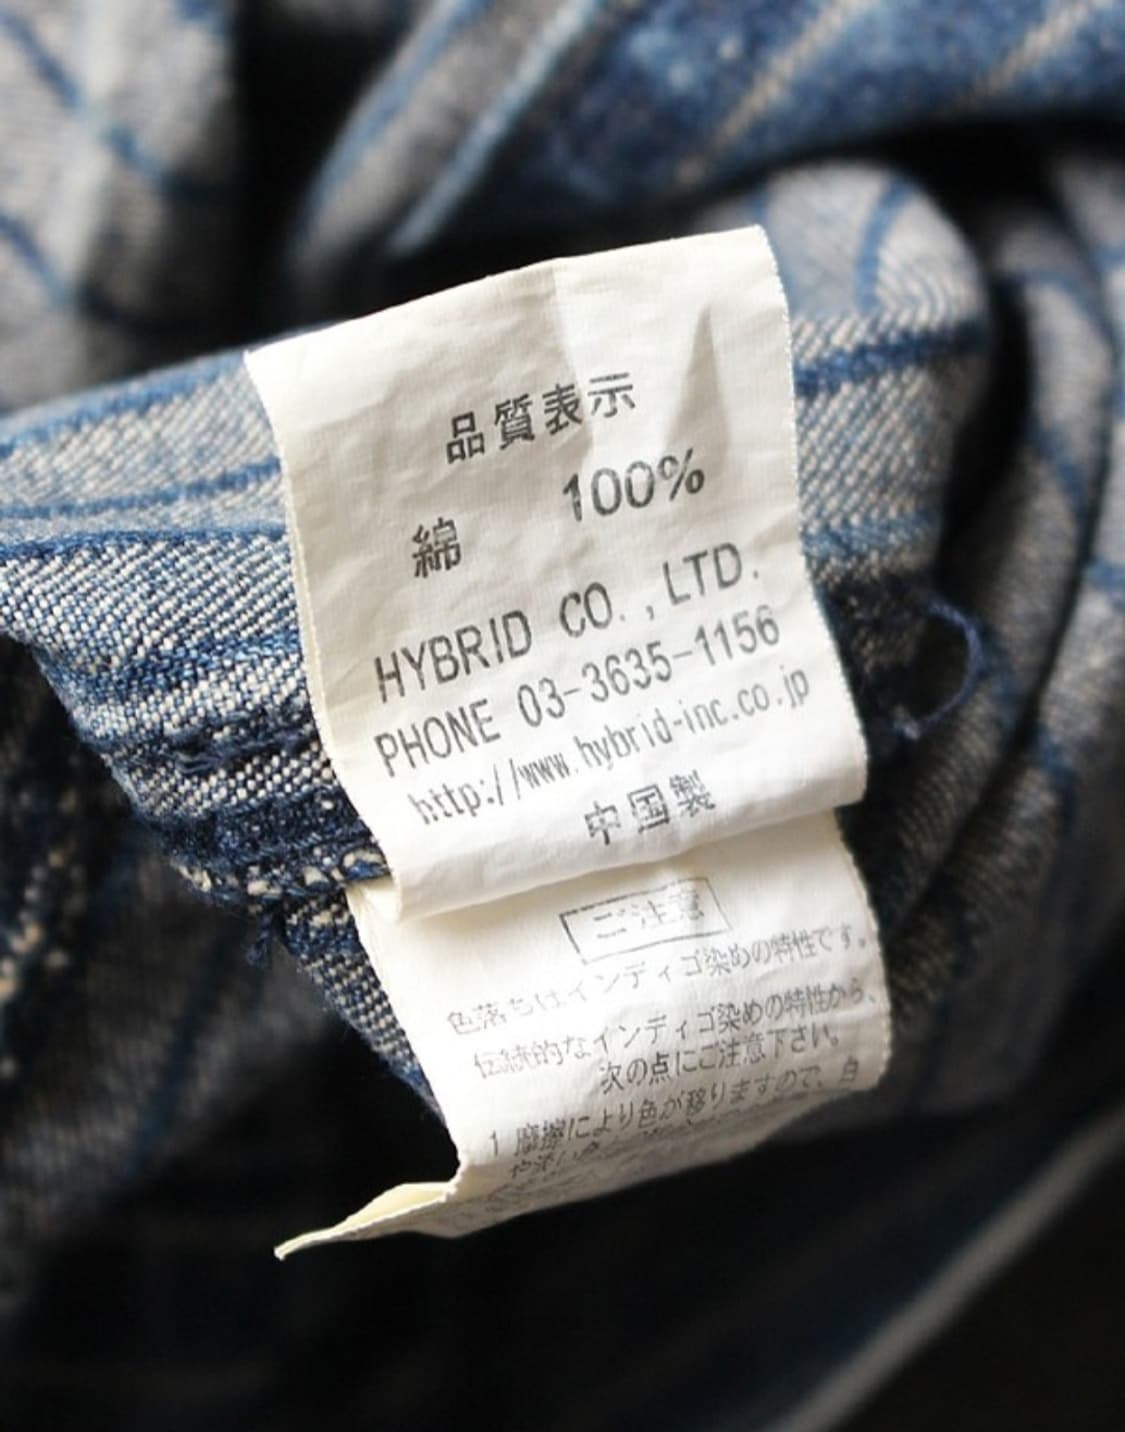 品質表示
綿 100%
HYBRID CO.,LTD.
PHONE 03-3635-1156
http://www.hybrid-inc.co.jp
中国製
ご注意
色落ちはインディゴ染めの特性です。
伝統的なインディゴ染めの特性から、
次の点にご注意下さい。
1 摩擦により色が移りますので、白